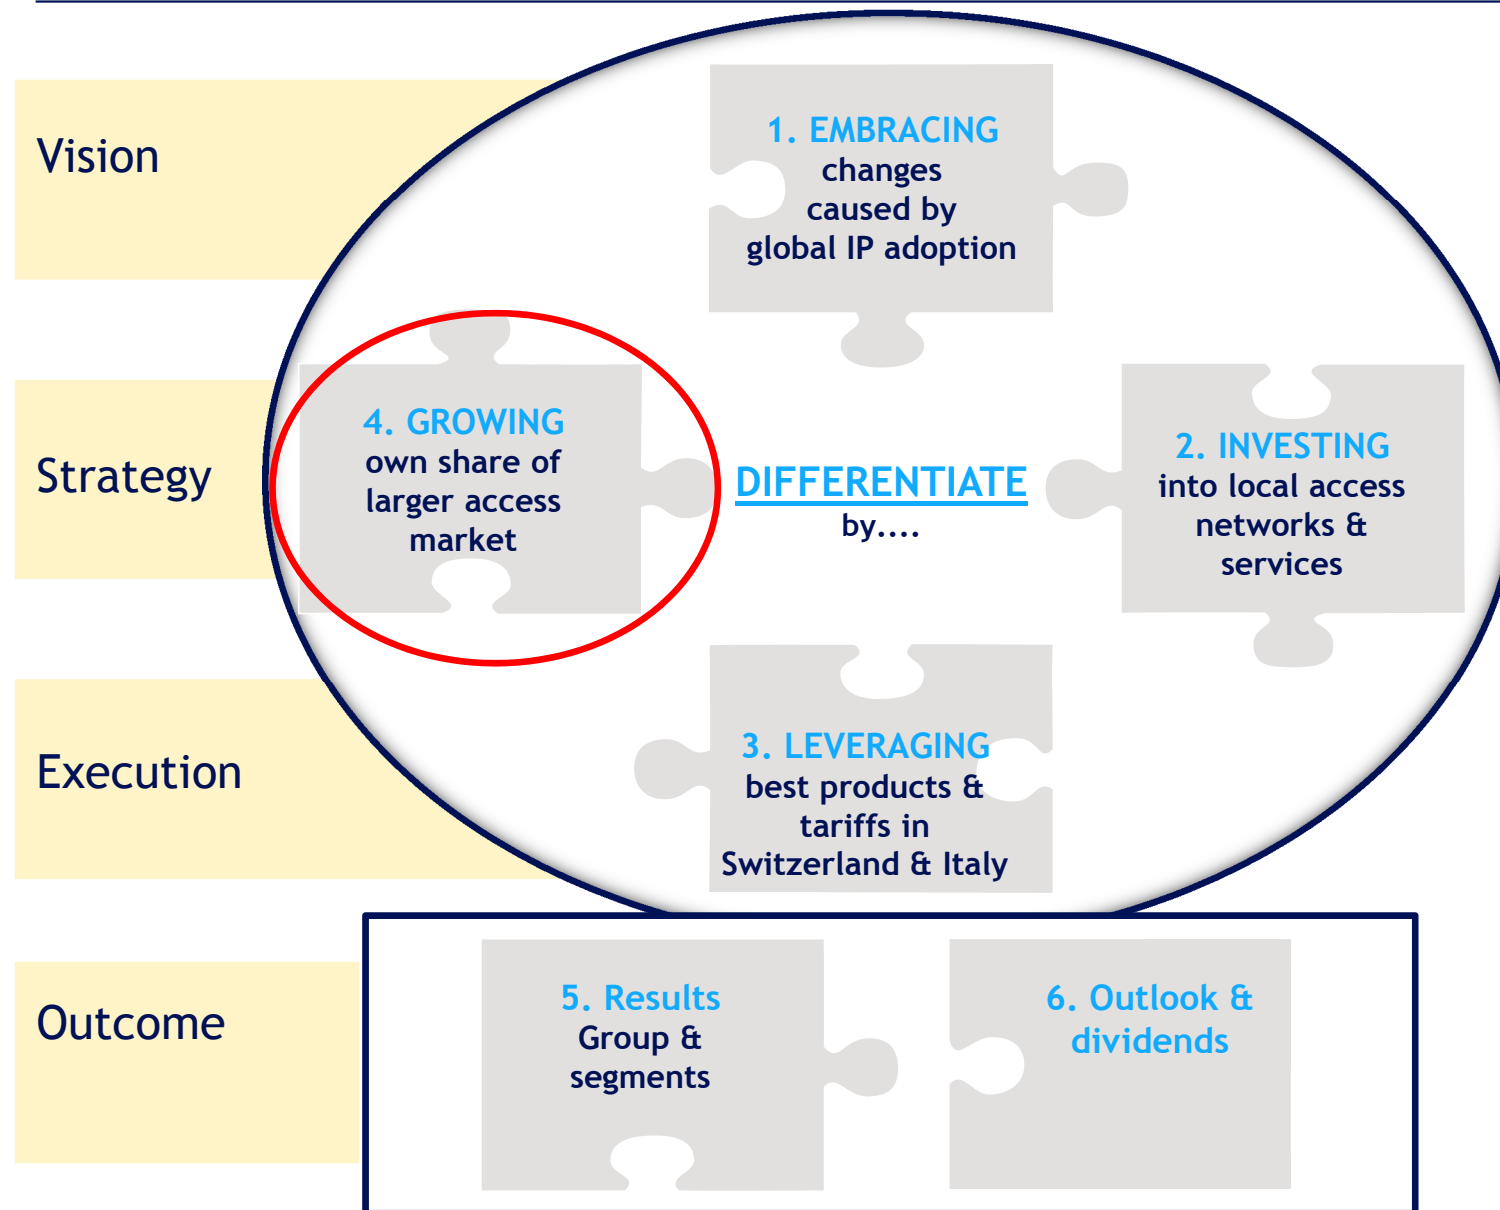 Vision
1. EMBRACING
changes
caused by
global IP adoption
Strategy
4. GROWING
own share of
larger access
market
DIFFERENTIATE
by....
2. INVESTING
into local access
networks &
services
Execution
3. LEVERAGING
best products &
tariffs in
Switzerland & Italy
Outcome
5. Results
Group &
segments
6. Outlook &
dividends